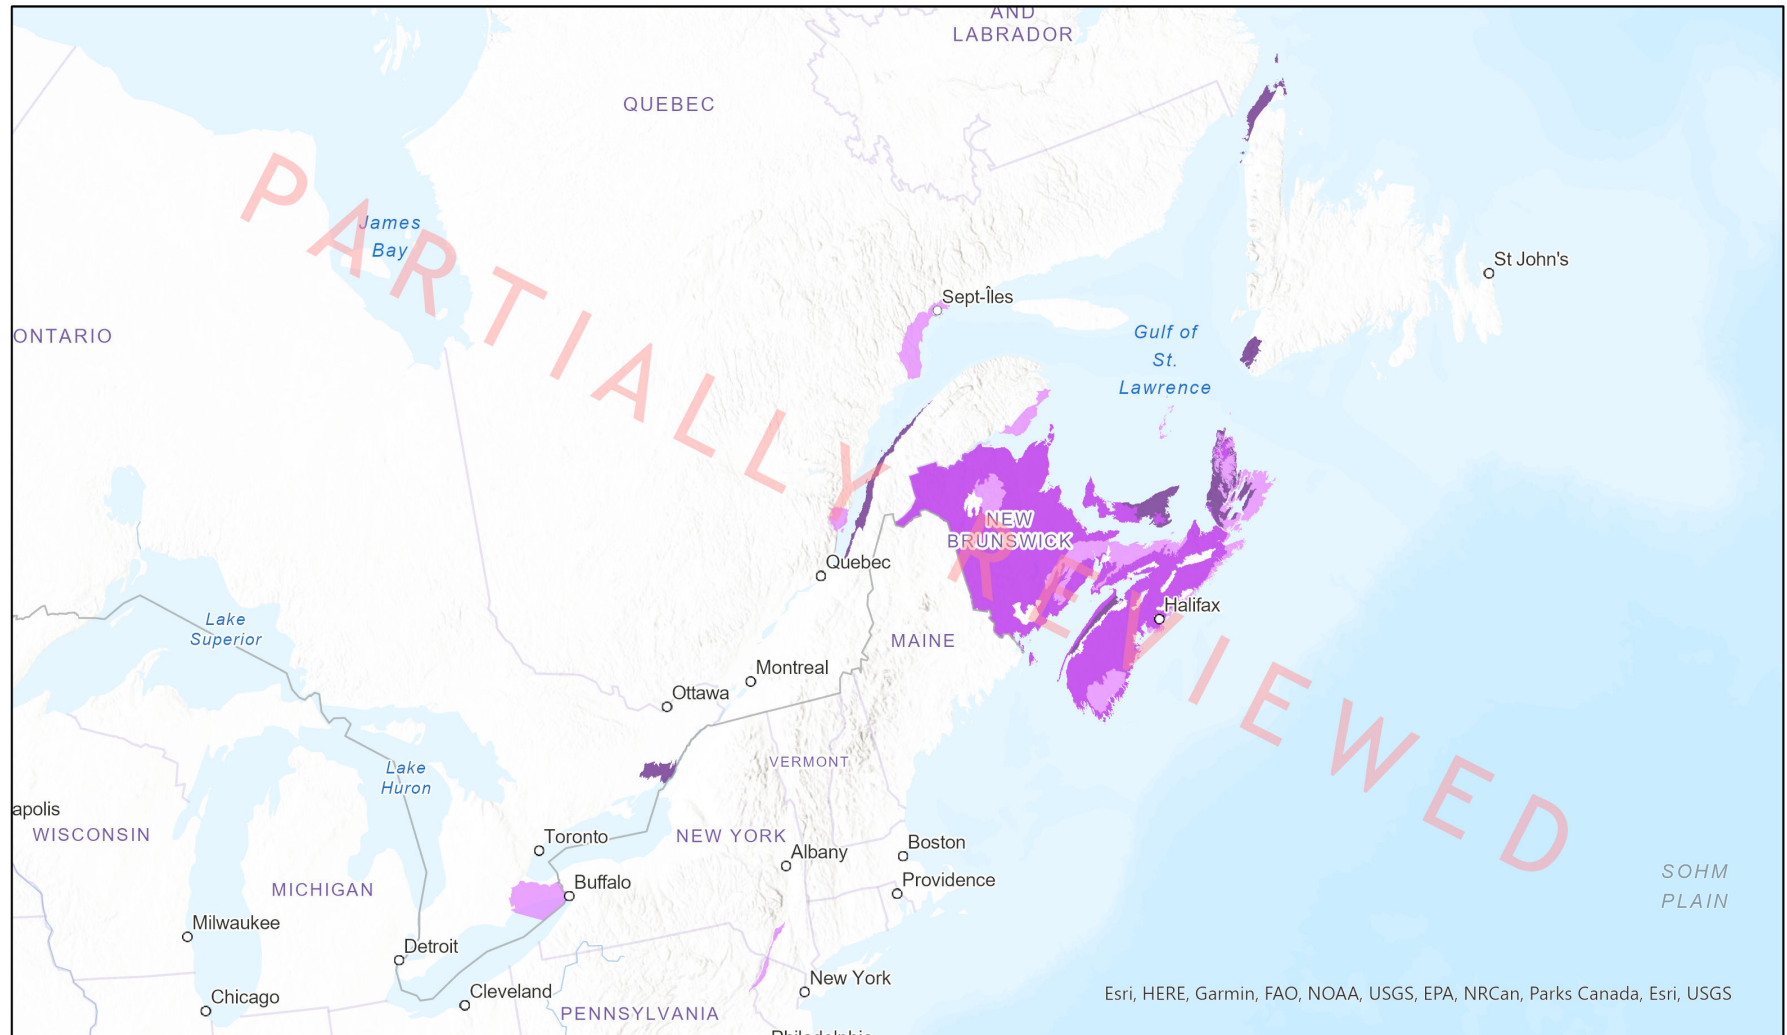 AND
LABRADOR
QUEBEC
PARTIALLY REVIEWED
James
Bay
St John's
Sept-Îles
ONTARIO
Gulf of
St.
Lawrence
NEW
BRUNSWICK
Quebec
Halifax
Lake
Superior
MAINE
Montreal
Ottawa
VERMONT
Lake
Huron
apolis
WISCONSIN
Toronto
NEW YORK
Albany
Boston
SOHM
PLAIN
MICHIGAN
Buffalo
Providence
Milwaukee
Detroit
New York
Cleveland
Chicago
PENNSYLVANIA
Esri, HERE, Garmin, FAO, NOAA, USGS, EPA, NRCan, Parks Canada, Esri, USGS